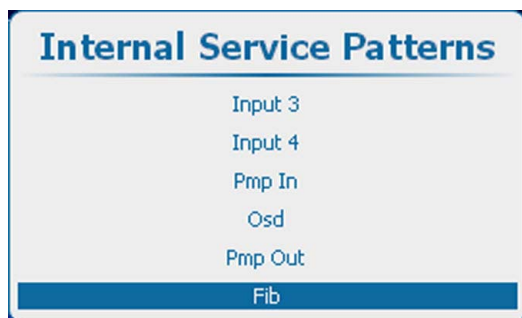 Internal Service Patterns
Input 3
Input 4
Pmp In
Osd
Pmp Out
Fib